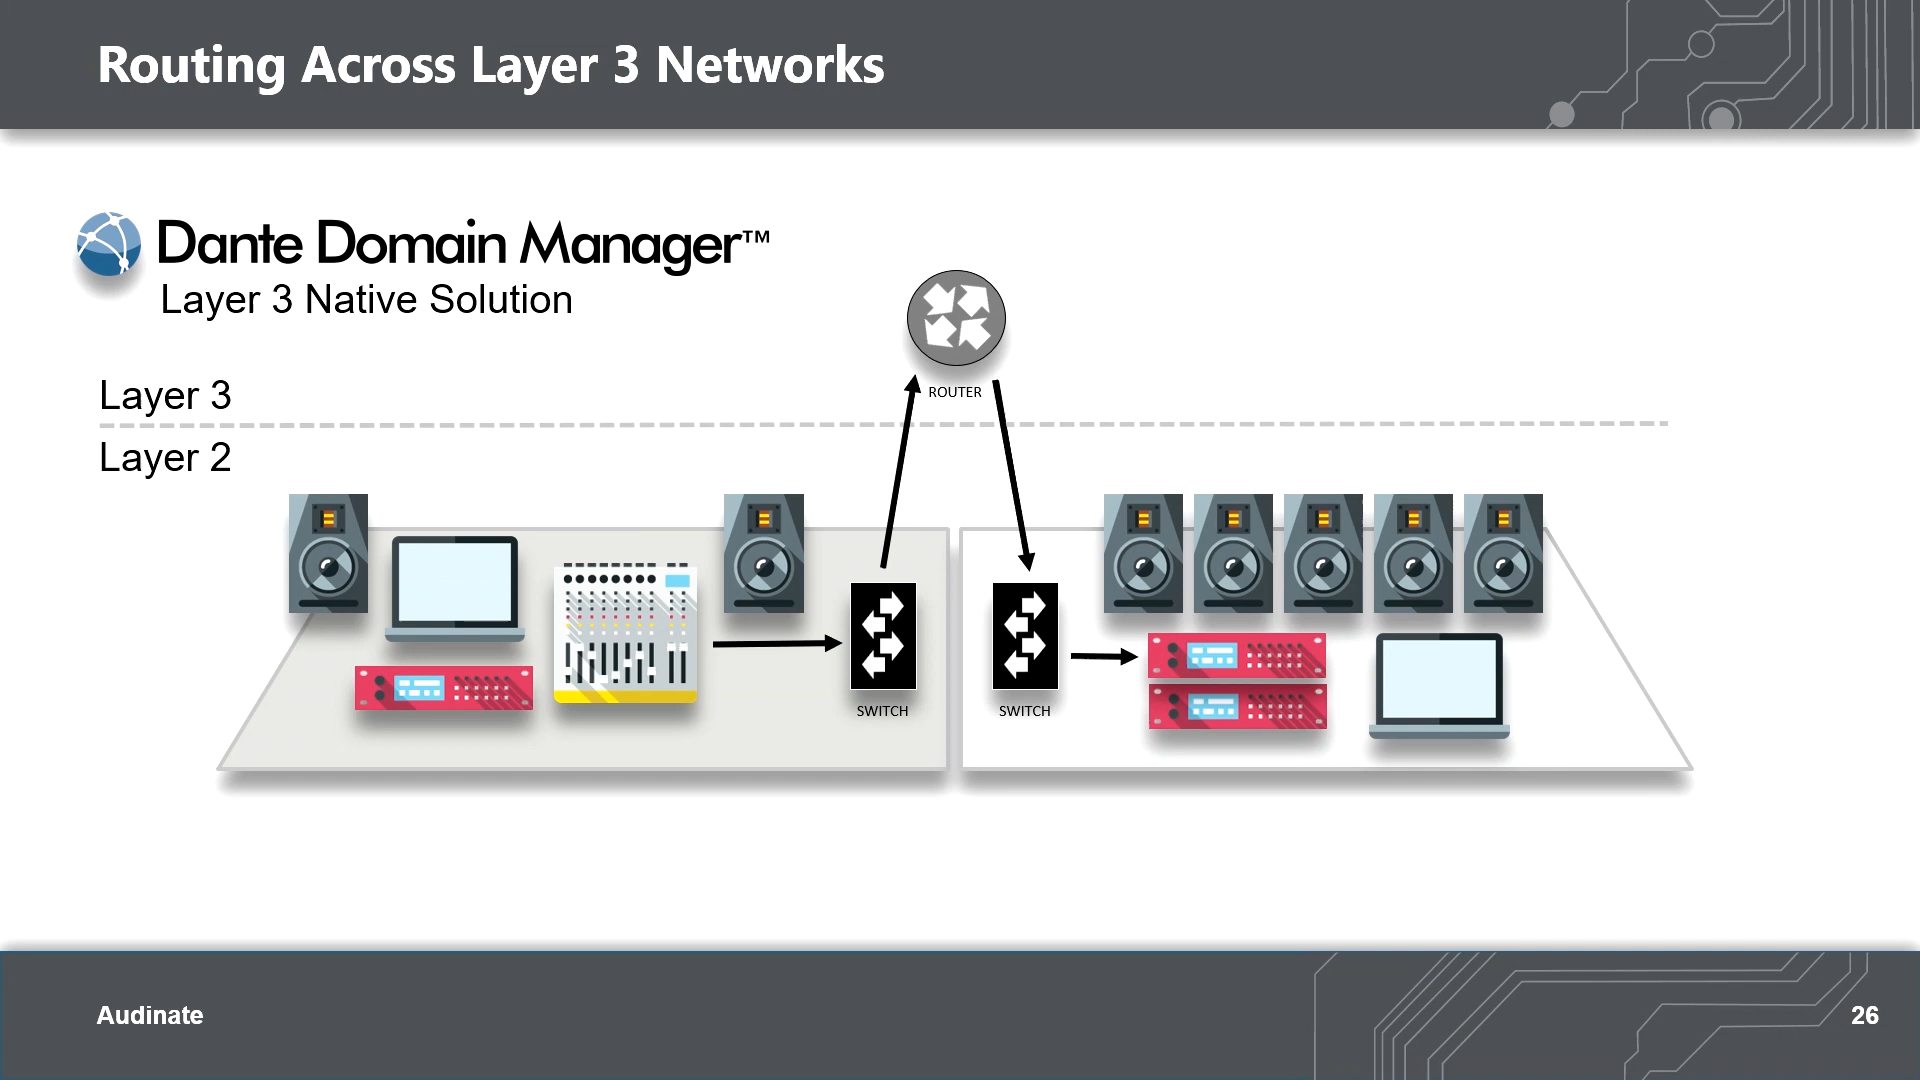 Routing Across Layer 3 Networks
Dante Domain Manager™
Layer 3 Native Solution
Layer 3
ROUTER
Layer 2
SWITCH
SWITCH
Audinate
26